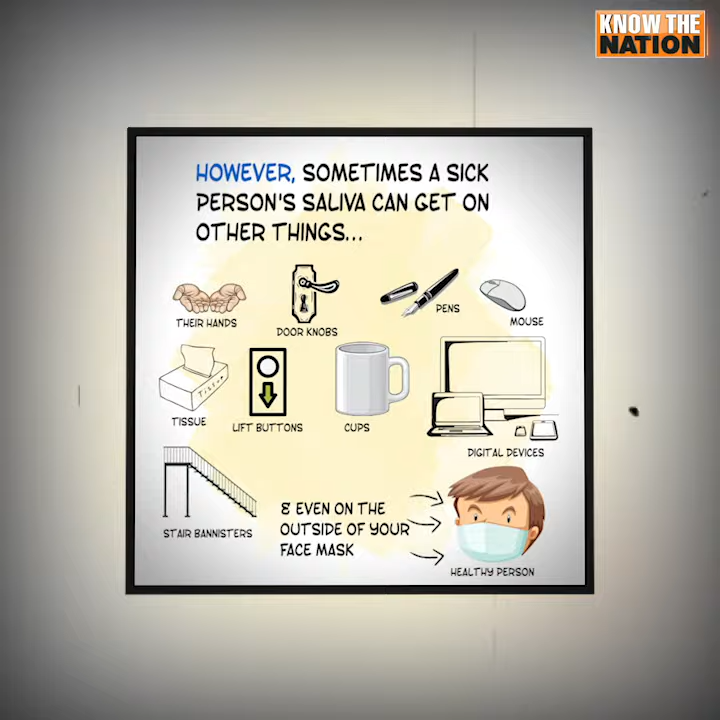 KNOW THE
NATION
HOWEVER, SOMETIMES A SICK
PERSON'S SALIVA CAN GET ON
OTHER THINGS...
THEIR HANDS
DOOR KNOBS
PENS
MOUSE
TISSUE
TISSUE
LIFT BUTTONS
CUPS
DIGITAL DEVICES
STAIR BANNISTERS
& EVEN ON THE
OUTSIDE OF YOUR
FACE MASK
HEALTHY PERSON